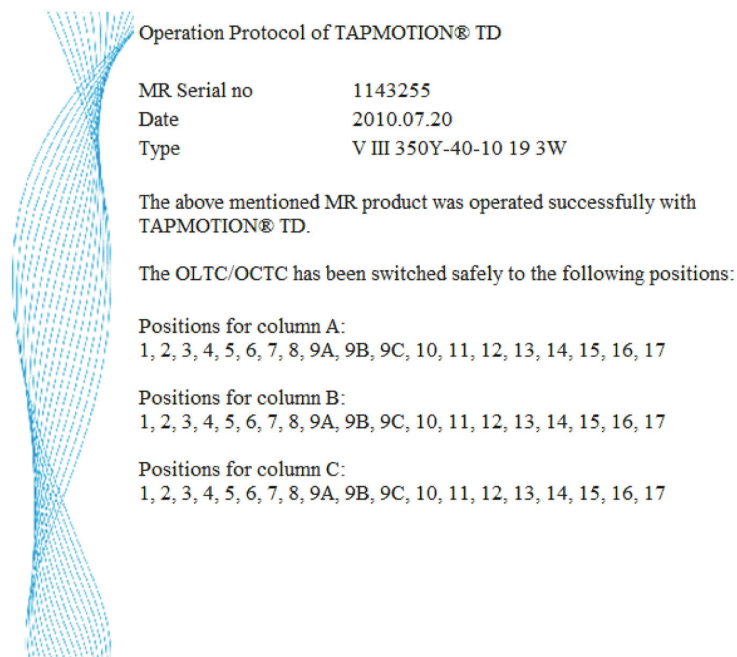 Operation Protocol of TAPMOTION® TD
MR Serial no 1143255
Date 2010.07.20
Type V III 350Y-40-10 19 3W
The above mentioned MR product was operated successfully with
TAPMOTION® TD.
The OLTC/OCTC has been switched safely to the following positions:
Positions for column A:
1, 2, 3, 4, 5, 6, 7, 8, 9A, 9B, 9C, 10, 11, 12, 13, 14, 15, 16, 17
Positions for column B:
1, 2, 3, 4, 5, 6, 7, 8, 9A, 9B, 9C, 10, 11, 12, 13, 14, 15, 16, 17
Positions for column C:
1, 2, 3, 4, 5, 6, 7, 8, 9A, 9B, 9C, 10, 11, 12, 13, 14, 15, 16, 17